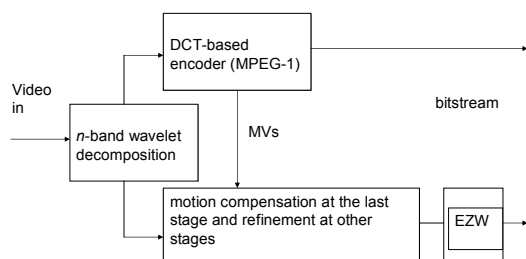 DCT-based
encoder (MPEG-1)
Video
in
bitstream
n-band wavelet
decomposition
MVs
motion compensation at the last
stage and refinement at other
stages
EZW